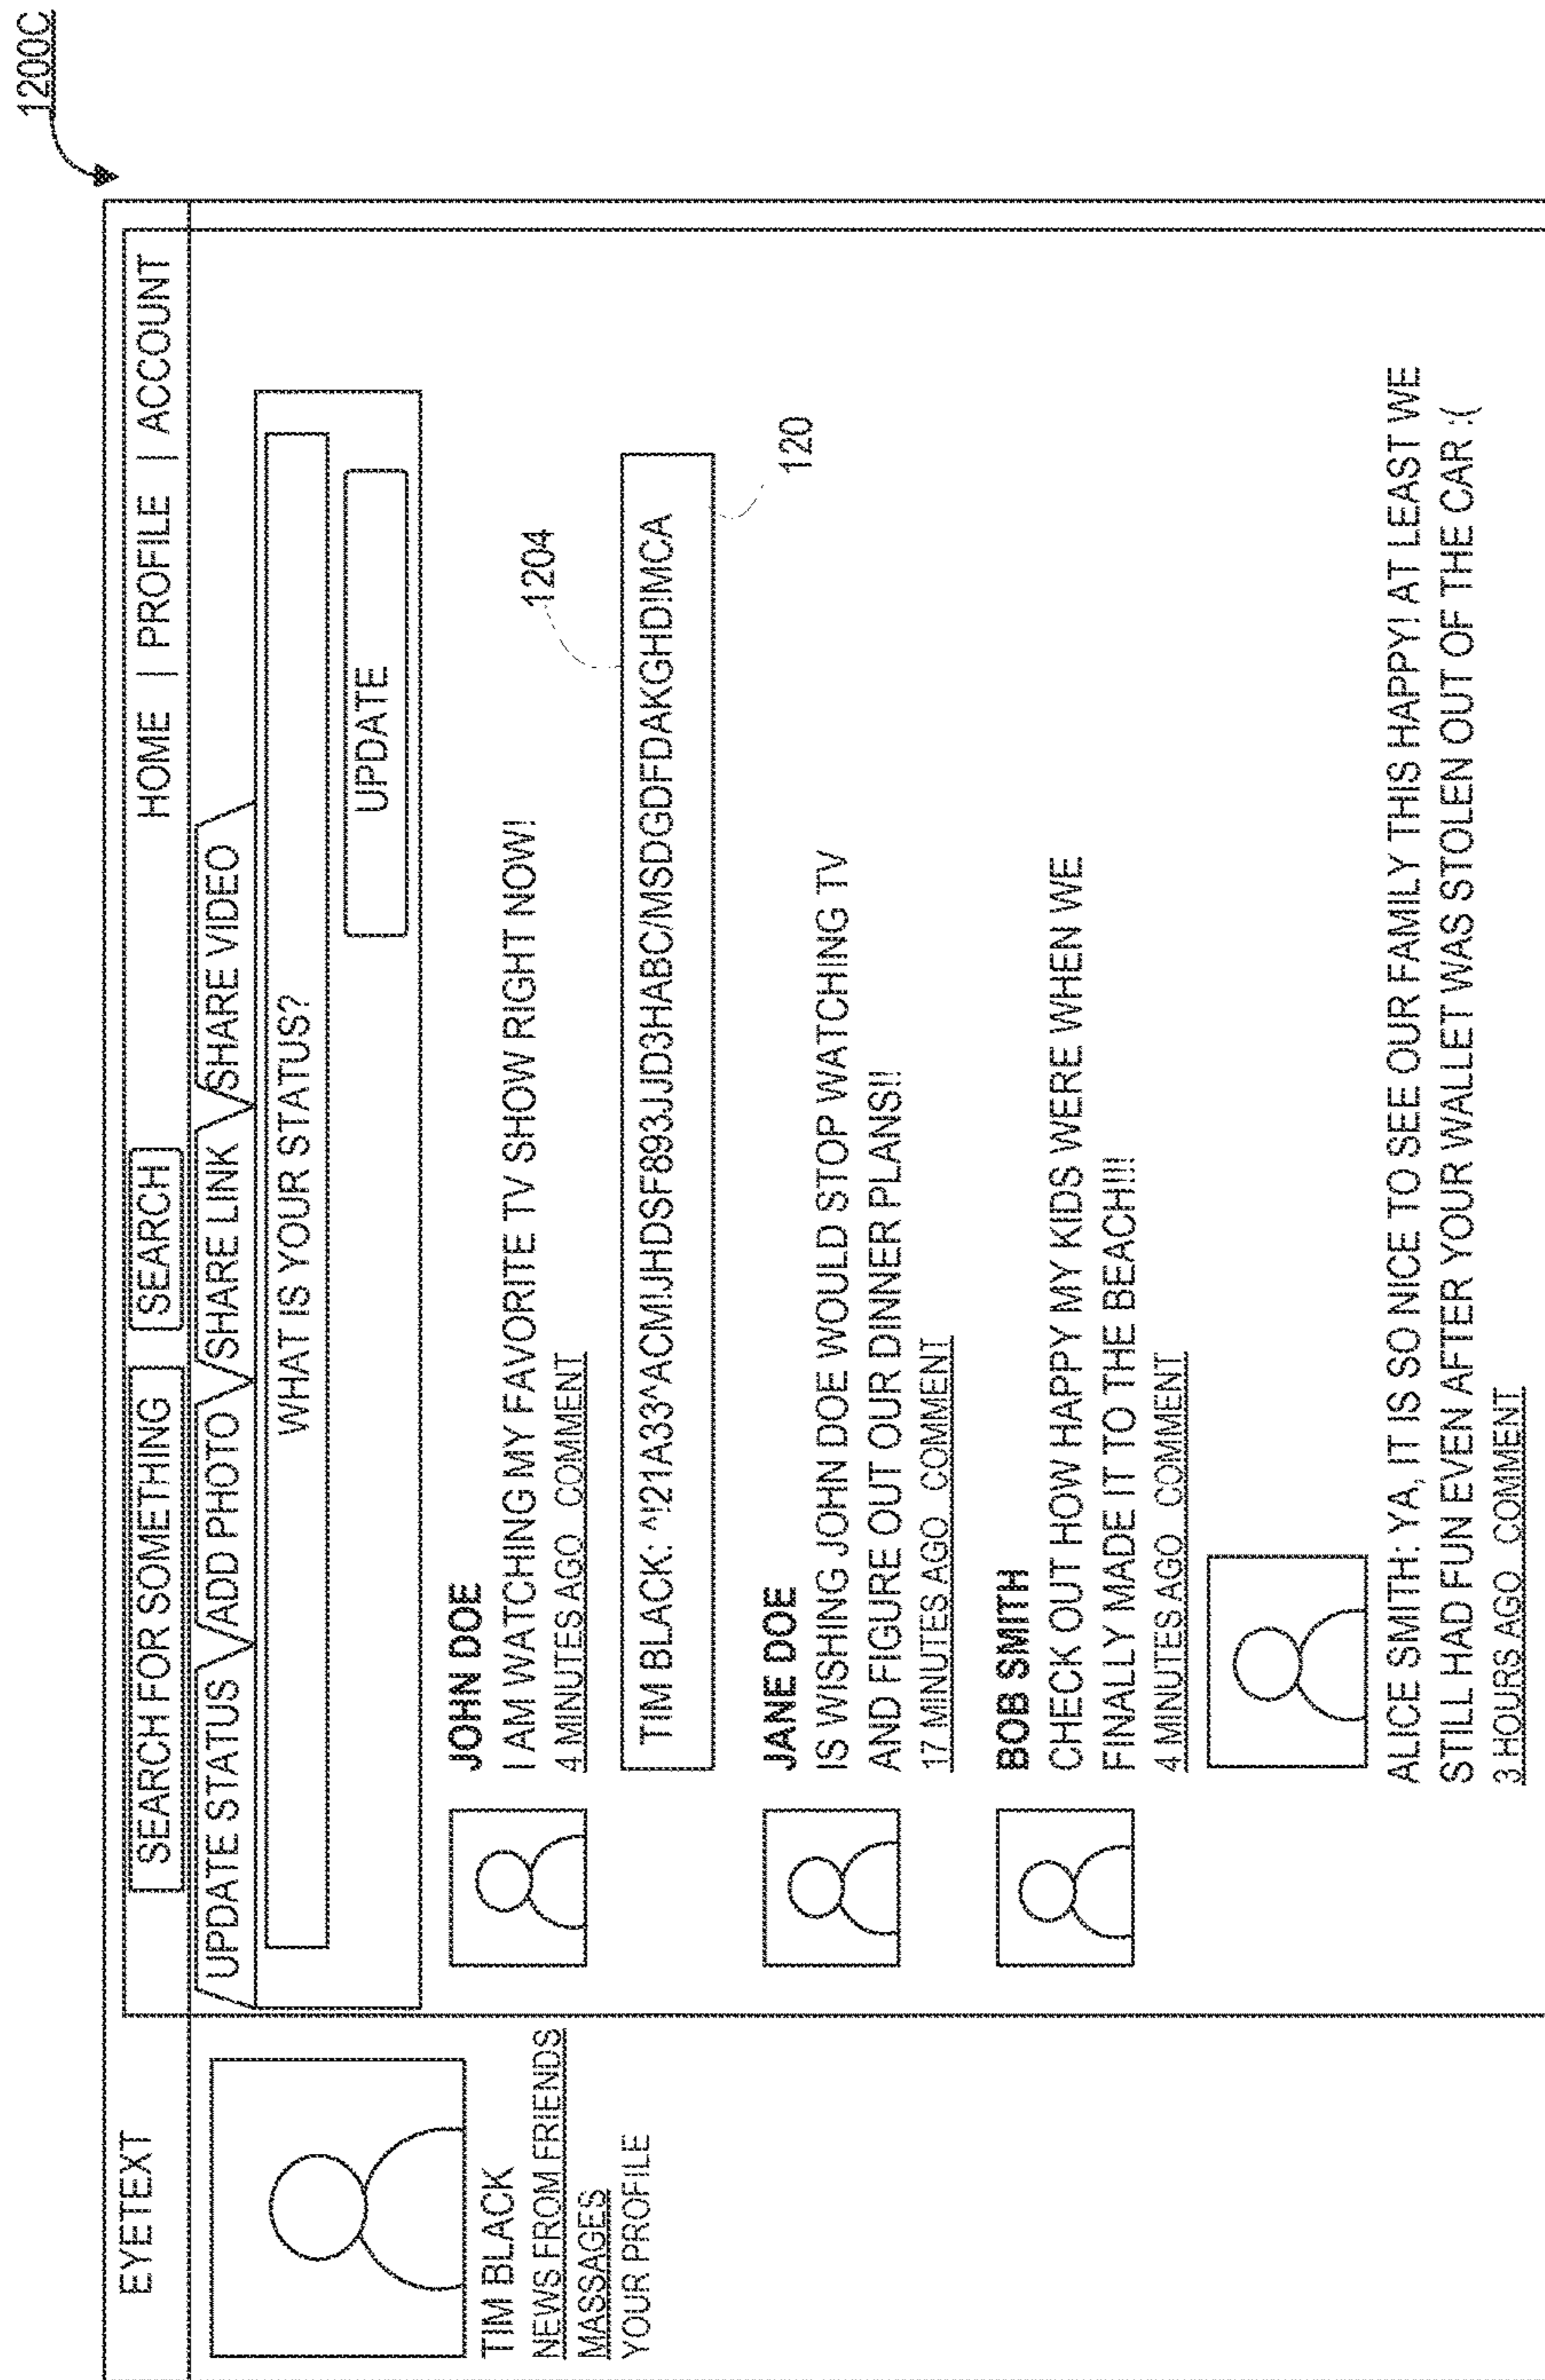 1200C
EYETEXT
SEARCH FOR SOMETHING
SEARCH
HOME | PROFILE | ACCOUNT
UPDATE STATUS
ADD PHOTO
SHARE LINK
SHARE VIDEO
WHAT IS YOUR STATUS?
UPDATE
TIM BLACK
NEWS FROM FRIENDS
MASSAGES
YOUR PROFILE
JOHN DOE
I AM WATCHING MY FAVORITE TV SHOW RIGHT NOW!
4 MINUTES AGO COMMENT
1204
TIM BLACK: ^!21A33^ACM!JHDSF893JJD3HABC/MSDGDFDAKGHD!MCA
120
JANE DOE
IS WISHING JOHN DOE WOULD STOP WATCHING TV
AND FIGURE OUT OUR DINNER PLANS!!
17 MINUTES AGO COMMENT
BOB SMITH
CHECK OUT HOW HAPPY MY KIDS WERE WHEN WE
FINALLY MADE IT TO THE BEACH!!!
4 MINUTES AGO COMMENT
ALICE SMITH: YA, IT IS SO NICE TO SEE OUR FAMILY THIS HAPPY! AT LEAST WE
STILL HAD FUN EVEN AFTER YOUR WALLET WAS STOLEN OUT OF THE CAR :(
3 HOURS AGO COMMENT